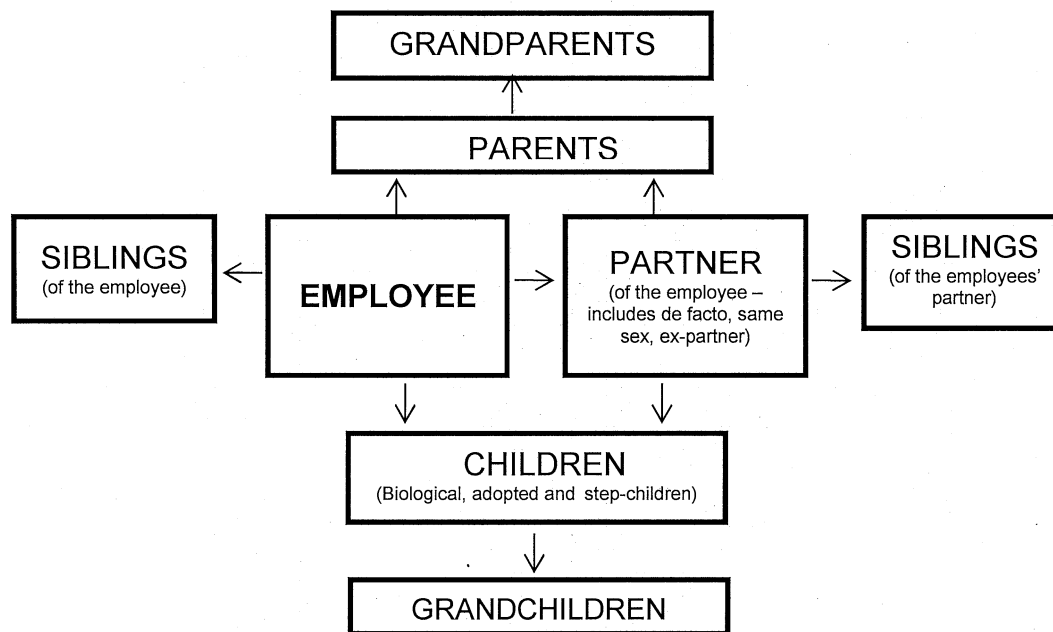 GRANDPARENTS
PARENTS
SIBLINGS
(of the employee)
EMPLOYEE
PARTNER
(of the employee –
includes de facto, same
sex, ex-partner)
SIBLINGS
(of the employees'
partner)
CHILDREN
(Biological, adopted and step-children)
GRANDCHILDREN